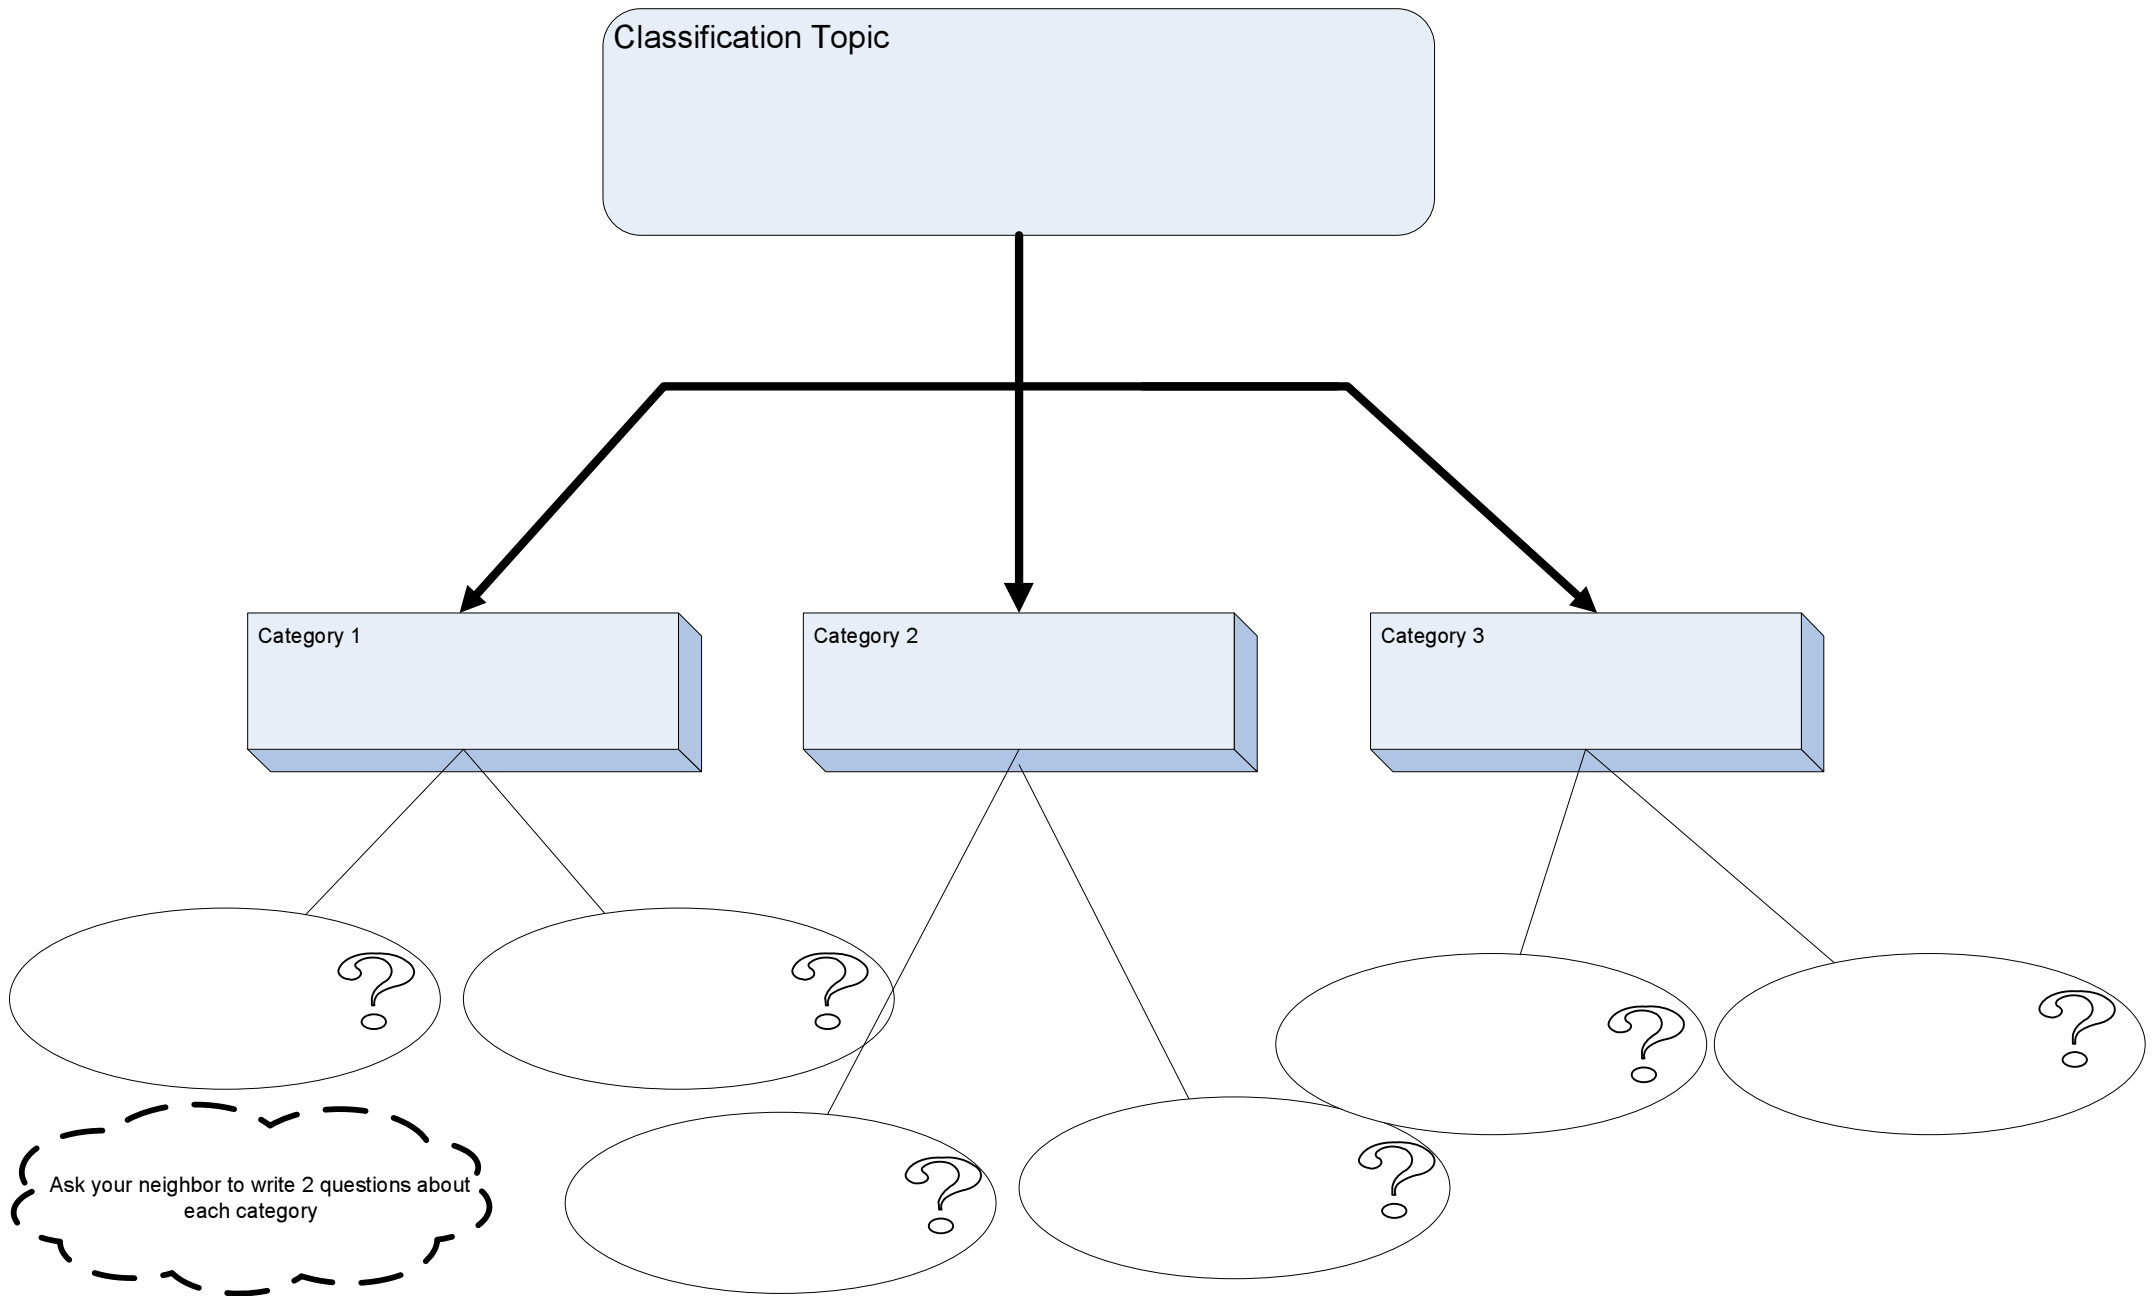 Classification Topic
Category 1
Category 2
Category 3
?
?
?
?
?
?
Ask your neighbor to write 2 questions about
each category